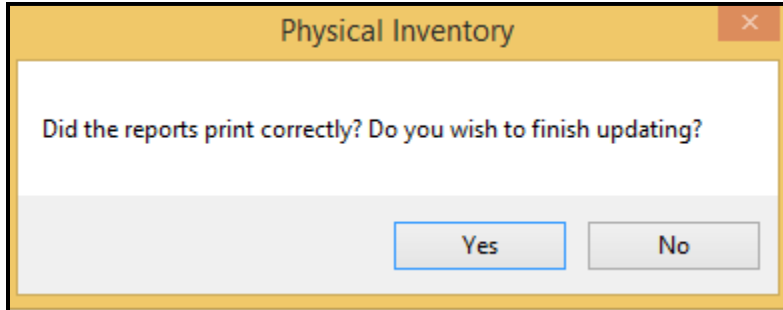 Physical Inventory
Did the reports print correctly? Do you wish to finish updating?
Yes
No